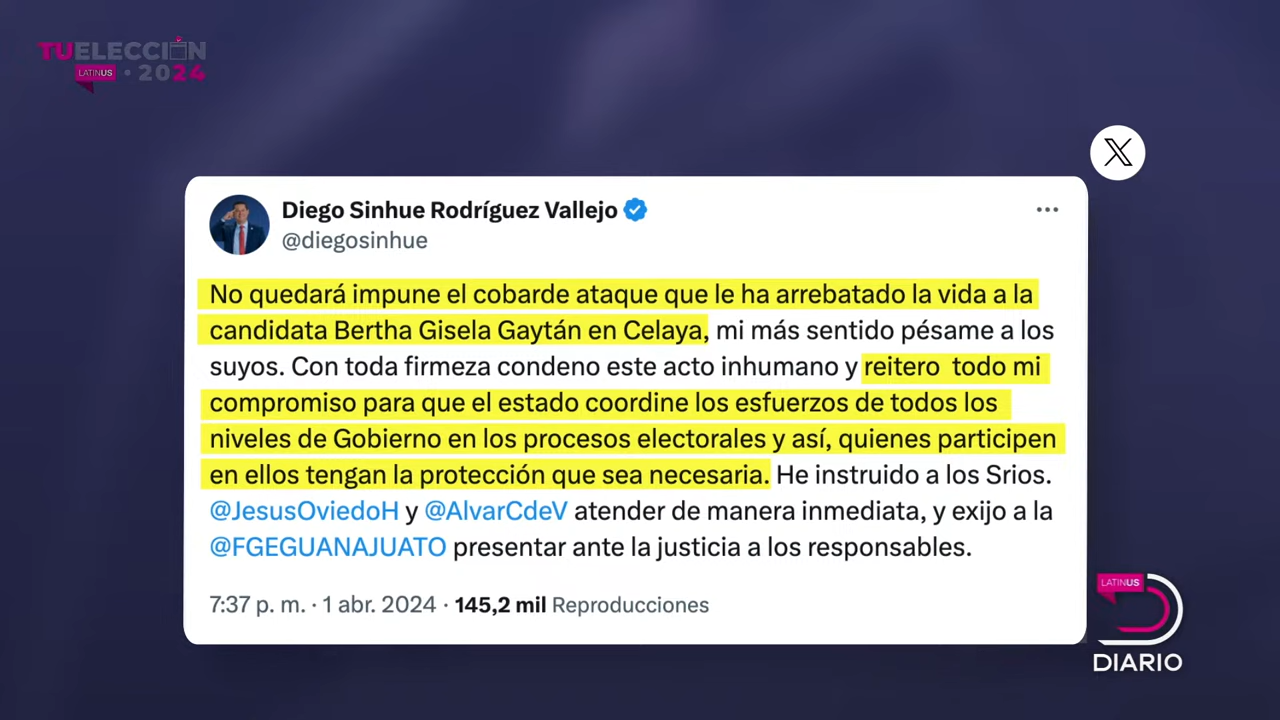 TUELECCIÓN
LATINUS • 2024
X
Diego Sinhue Rodríguez Vallejo
@diegosinhue
No quedará impune el cobarde ataque que le ha arrebatado la vida a la
candidata Bertha Gisela Gaytán en Celaya, mi más sentido pésame a los
suyos. Con toda firmeza condeno este acto inhumano y reitero  todo mi
compromiso para que el estado coordine los esfuerzos de todos los
niveles de Gobierno en los procesos electorales y así, quienes participen
en ellos tengan la protección que sea necesaria. He instruido a los Srios.
@JesusOviedoH y @AlvarCdeV atender de manera inmediata, y exijo a la
@FGEGUANAJUATO presentar ante la justicia a los responsables.
7:37 p. m. · 1 abr. 2024 · 145,2 mil Reproducciones
LATINUS
DIARIO